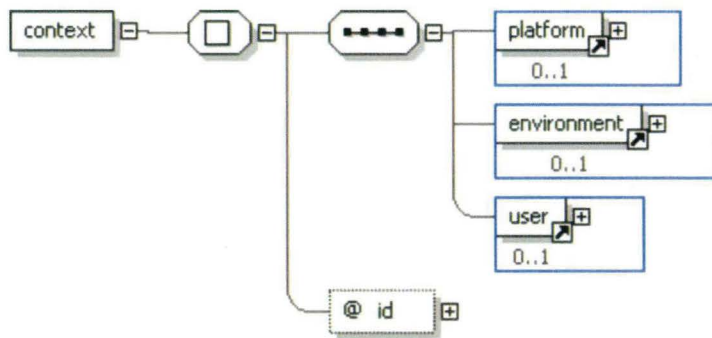 context
platform
0..1
environment
0..1
user
0..1
@ id